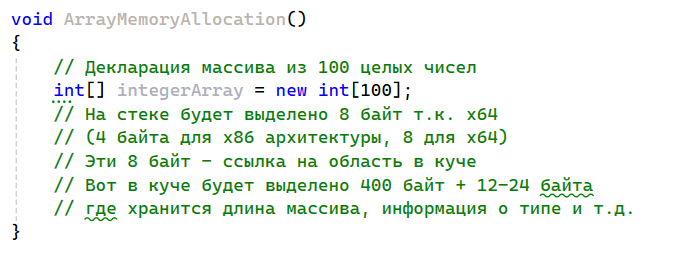 void ArrayMemoryAllocation()
{
// Декларация массива из 100 целых чисел
int[] integerArray = new int[100];
// На стеке будет выделено 8 байт т.к. x64
// (4 байта для x86 архитектуры, 8 для x64)
// Эти 8 байт – ссылка на область в куче
// Вот в куче будет выделено 400 байт + 12–24 байта
// где хранится длина массива, информация о типе и т.д.
}